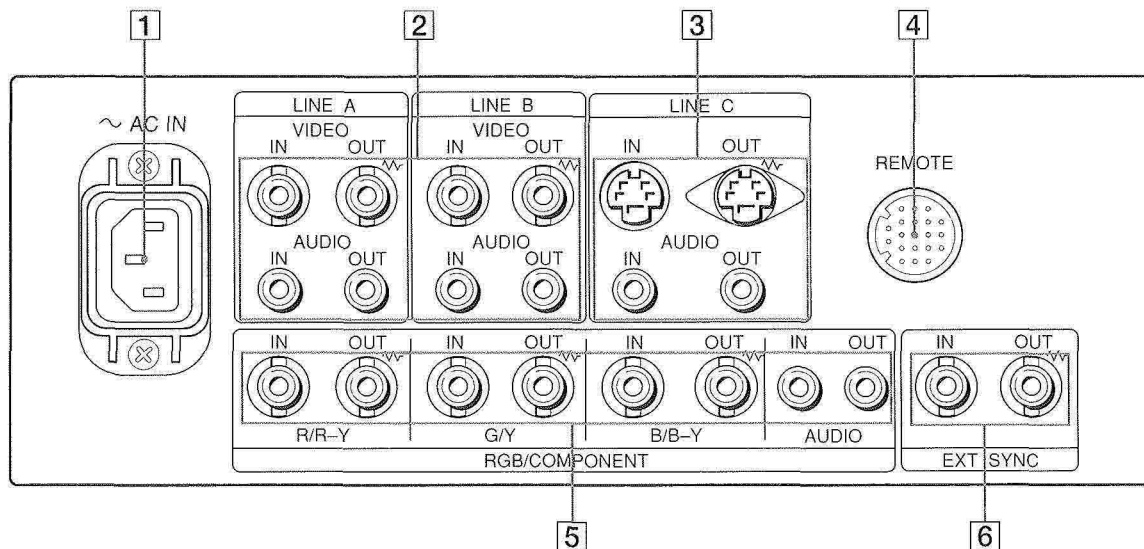 1 2 3 4
LINE A LINE B LINE C
∼ AC IN
VIDEO VIDEO
IN OUT IN OUT IN OUT
REMOTE
AUDIO AUDIO AUDIO
IN OUT IN OUT IN OUT
IN OUT IN OUT IN OUT IN OUT IN OUT
R/R–Y G/Y B/B–Y AUDIO
RGB/COMPONENT EXT SYNC
5 6